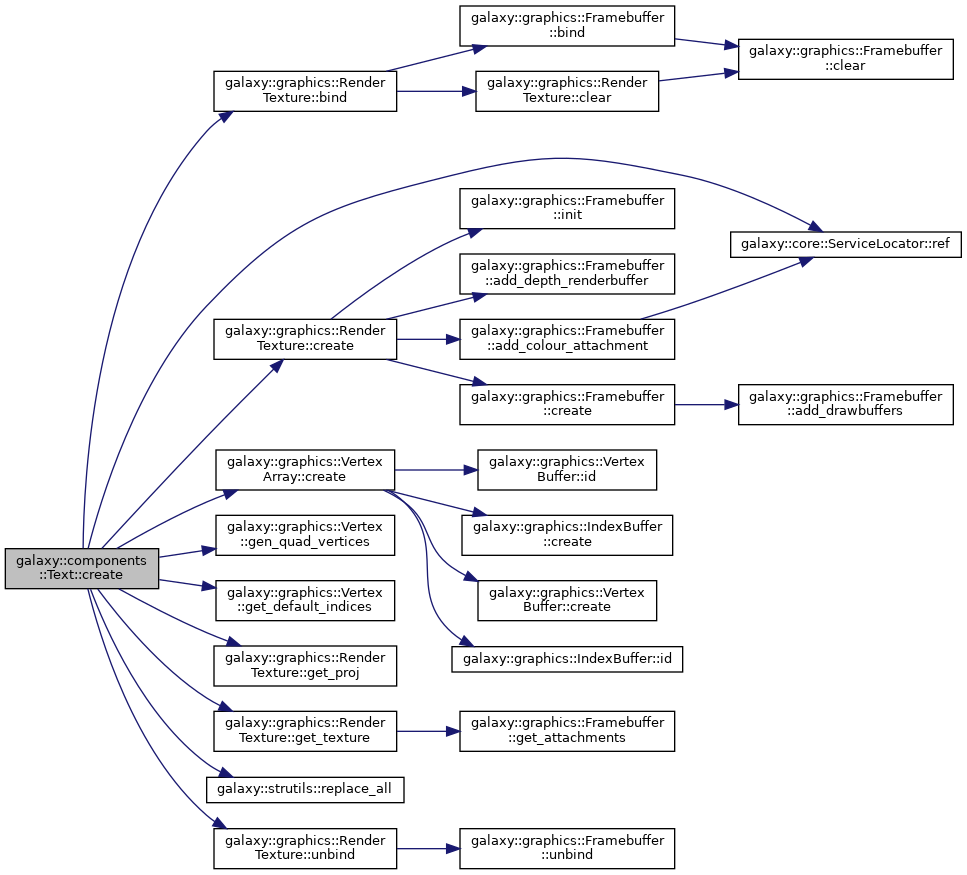 galaxy::graphics::Framebuffer
::bind
galaxy::graphics::Framebuffer
::clear
galaxy::graphics::Render
Texture::bind
galaxy::graphics::Render
Texture::clear
galaxy::graphics::Framebuffer
::init
galaxy::core::ServiceLocator::ref
galaxy::graphics::Framebuffer
::add_depth_renderbuffer
galaxy::graphics::Render
Texture::create
galaxy::graphics::Framebuffer
::add_colour_attachment
galaxy::graphics::Framebuffer
::create
galaxy::graphics::Framebuffer
::add_drawbuffers
galaxy::graphics::Vertex
Array::create
galaxy::graphics::Vertex
Buffer::id
galaxy::graphics::Vertex
::gen_quad_vertices
galaxy::graphics::IndexBuffer
::create
galaxy::components
::Text::create
galaxy::graphics::Vertex
::get_default_indices
galaxy::graphics::Vertex
Buffer::create
galaxy::graphics::Render
Texture::get_proj
galaxy::graphics::IndexBuffer::id
galaxy::graphics::Render
Texture::get_texture
galaxy::graphics::Framebuffer
::get_attachments
galaxy::strutils::replace_all
galaxy::graphics::Render
Texture::unbind
galaxy::graphics::Framebuffer
::unbind